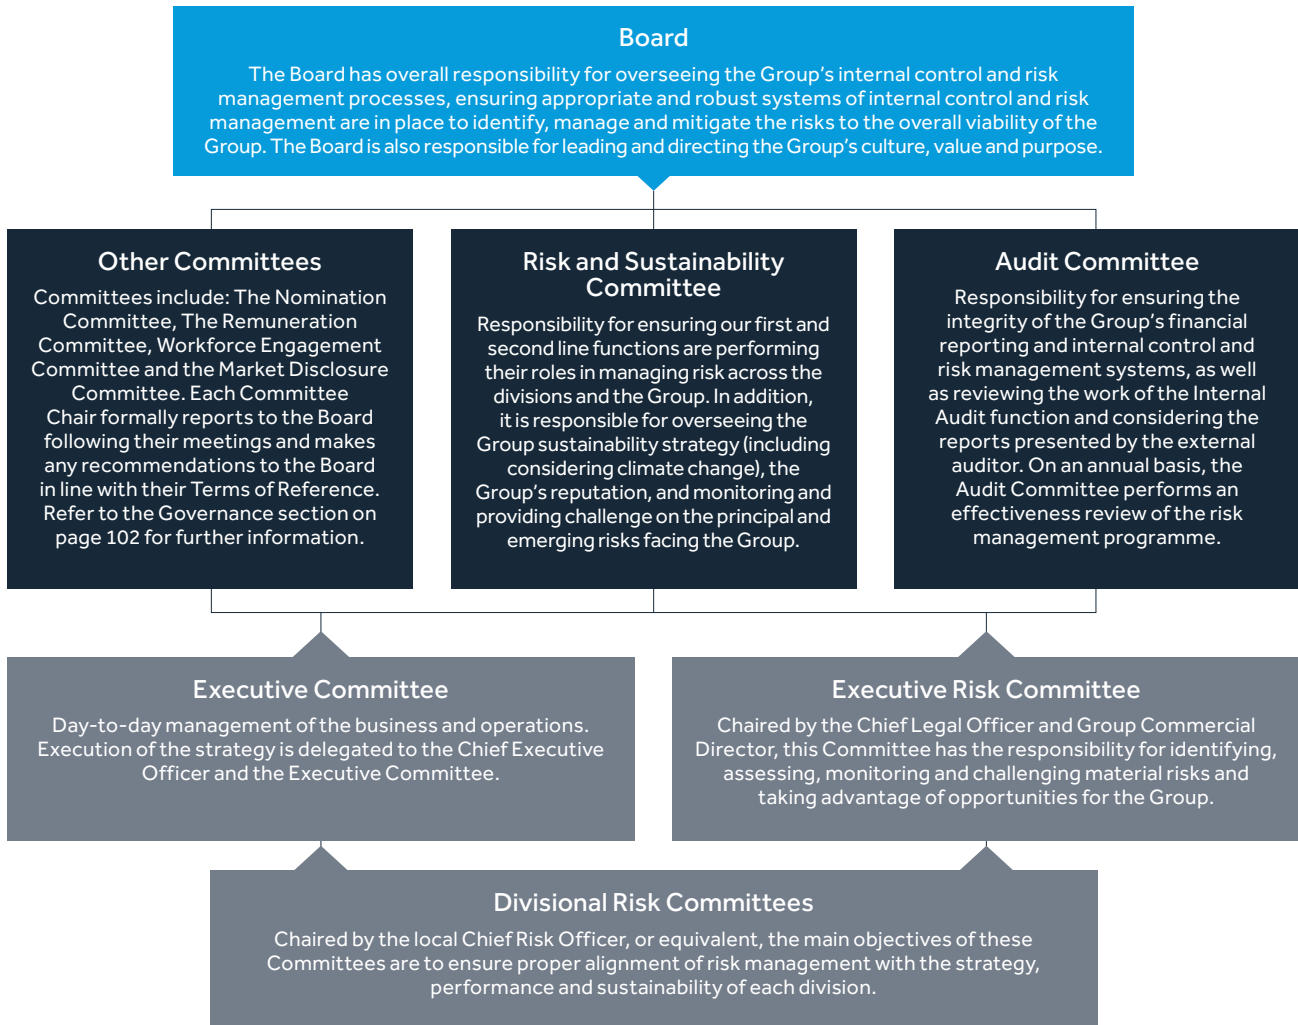 Board
The Board has overall responsibility for overseeing the Group's internal control and risk
management processes, ensuring appropriate and robust systems of internal control and risk
management are in place to identify, manage and mitigate the risks to the overall viability of the
Group. The Board is also responsible for leading and directing the Group's culture, value and purpose.
Other Committees
Committees include: The Nomination
Committee, The Remuneration
Committee, Workforce Engagement
Committee and the Market Disclosure
Committee. Each Committee
Chair formally reports to the Board
following their meetings and makes
any recommendations to the Board
in line with their Terms of Reference.
Refer to the Governance section on
page 102 for further information.
Risk and Sustainability
Committee
Responsibility for ensuring our first and
second line functions are performing
their roles in managing risk across the
divisions and the Group. In addition,
it is responsible for overseeing the
Group sustainability strategy (including
considering climate change), the
Group's reputation, and monitoring and
providing challenge on the principal and
emerging risks facing the Group.
Audit Committee
Responsibility for ensuring the
integrity of the Group's financial
reporting and internal control and
risk management systems, as well
as reviewing the work of the Internal
Audit function and considering the
reports presented by the external
auditor. On an annual basis, the
Audit Committee performs an
effectiveness review of the risk
management programme.
Executive Committee
Day-to-day management of the business and operations.
Execution of the strategy is delegated to the Chief Executive
Officer and the Executive Committee.
Executive Risk Committee
Chaired by the Chief Legal Officer and Group Commercial
Director, this Committee has the responsibility for identifying,
assessing, monitoring and challenging material risks and
taking advantage of opportunities for the Group.
Divisional Risk Committees
Chaired by the local Chief Risk Officer, or equivalent, the main objectives of these
Committees are to ensure proper alignment of risk management with the strategy,
performance and sustainability of each division.